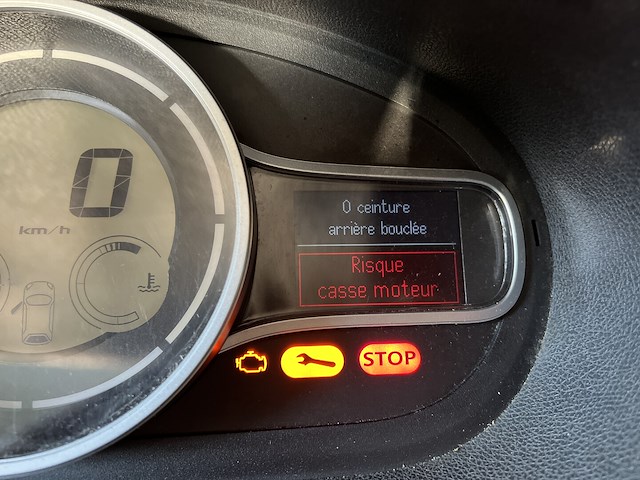 0
km/h
0 ceinture
arrière bouclée
Risque
casse moteur
STOP